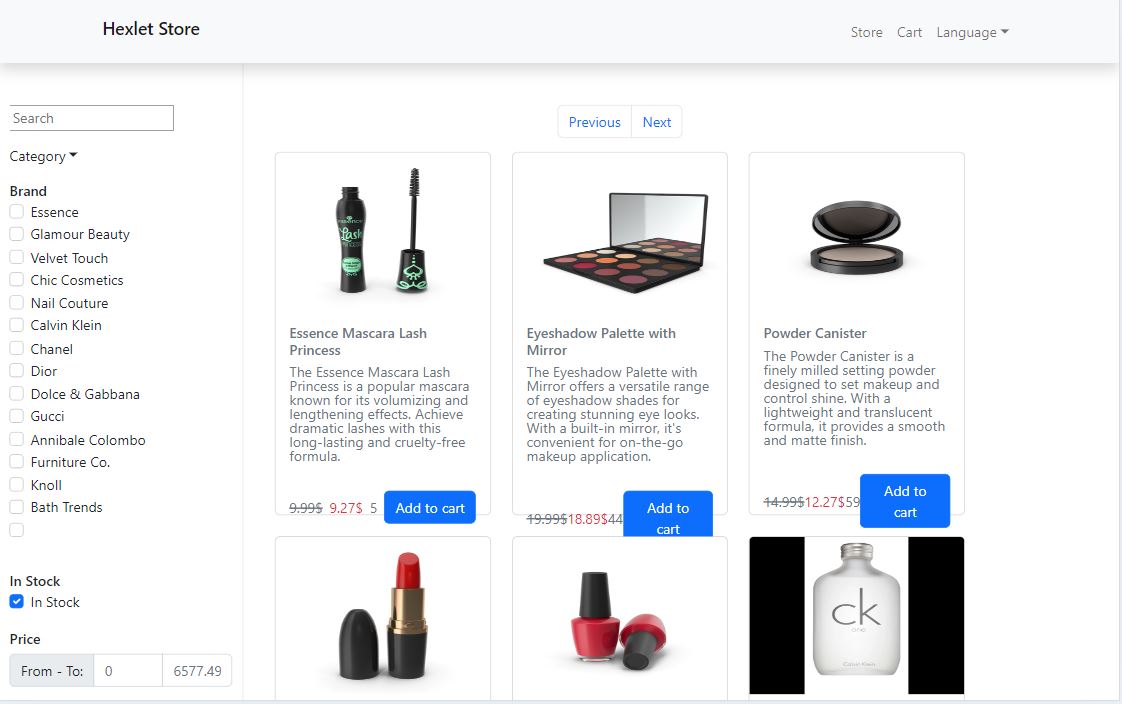 Hexlet Store
Store Cart Language
Search
Category
Brand
Essence
Glamour Beauty
Velvet Touch
Chic Cosmetics
Nail Couture
Calvin Klein
Chanel
Dior
Dolce & Gabbana
Gucci
Annibale Colombo
Furniture Co.
Knoll
Bath Trends
In Stock
In Stock
Price
From - To: 0 6577.49
Previous Next
essence
Lash
PRINCESS
Essence Mascara Lash
Princess
The Essence Mascara Lash
Princess is a popular mascara
known for its volumizing and
lengthening effects. Achieve
dramatic lashes with this
long-lasting and cruelty-free
formula.
9.99$ 9.27$ 5 Add to cart
Eyeshadow Palette with
Mirror
The Eyeshadow Palette with
Mirror offers a versatile range
of eyeshadow shades for
creating stunning eye looks.
With a built-in mirror, it's
convenient for on-the-go
makeup application.
19.99$18.89$44 Add to
cart
Powder Canister
The Powder Canister is a
finely milled setting powder
designed to set makeup and
control shine. With a
lightweight and translucent
formula, it provides a smooth
and matte finish.
14.99$12.27$59 Add to
cart
ck
one
Calvin Klein